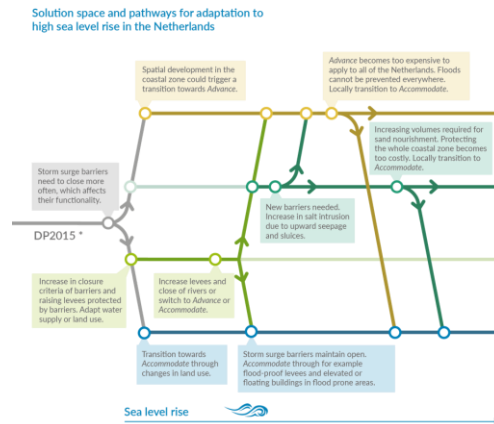 Solution space and pathways for adaptation to
high sea level rise in the Netherlands
Spatial development in the
coastal zone could trigger a
transition towards Advance.
Advance becomes too expensive to
apply to all of the Netherlands. Floods
cannot be prevented everywhere.
Locally transition to Accommodate.
Increasing volumes required for
sand nourishment. Protecting
the whole coastal zone becomes
too costly. Locally transition to
Accommodate.
Storm surge barriers
need to close more
often, which affects
their functionality.
DP2015 *
New barriers needed.
Increase in salt intrusion
due to upward seepage
and sluices.
Increase in closure
criteria of barriers and
raising levees protected
by barriers. Adapt water
supply or land use.
Increase levees and
close of rivers or
switch to Advance or
Accommodate.
Transition towards
Accommodate through
changes in land use.
Storm surge barriers maintain open.
Accommodate through for example
flood-proof levees and elevated or
floating buildings in flood prone areas.
Sea level rise